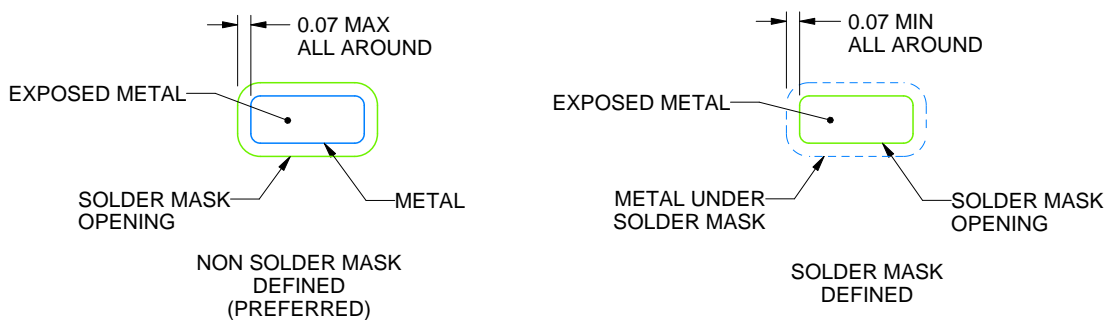 0.07 MAX
ALL AROUND
EXPOSED METAL
SOLDER MASK
OPENING
METAL
NON SOLDER MASK
DEFINED
(PREFERRED)
0.07 MIN
ALL AROUND
EXPOSED METAL
METAL UNDER
SOLDER MASK
SOLDER MASK
OPENING
SOLDER MASK
DEFINED